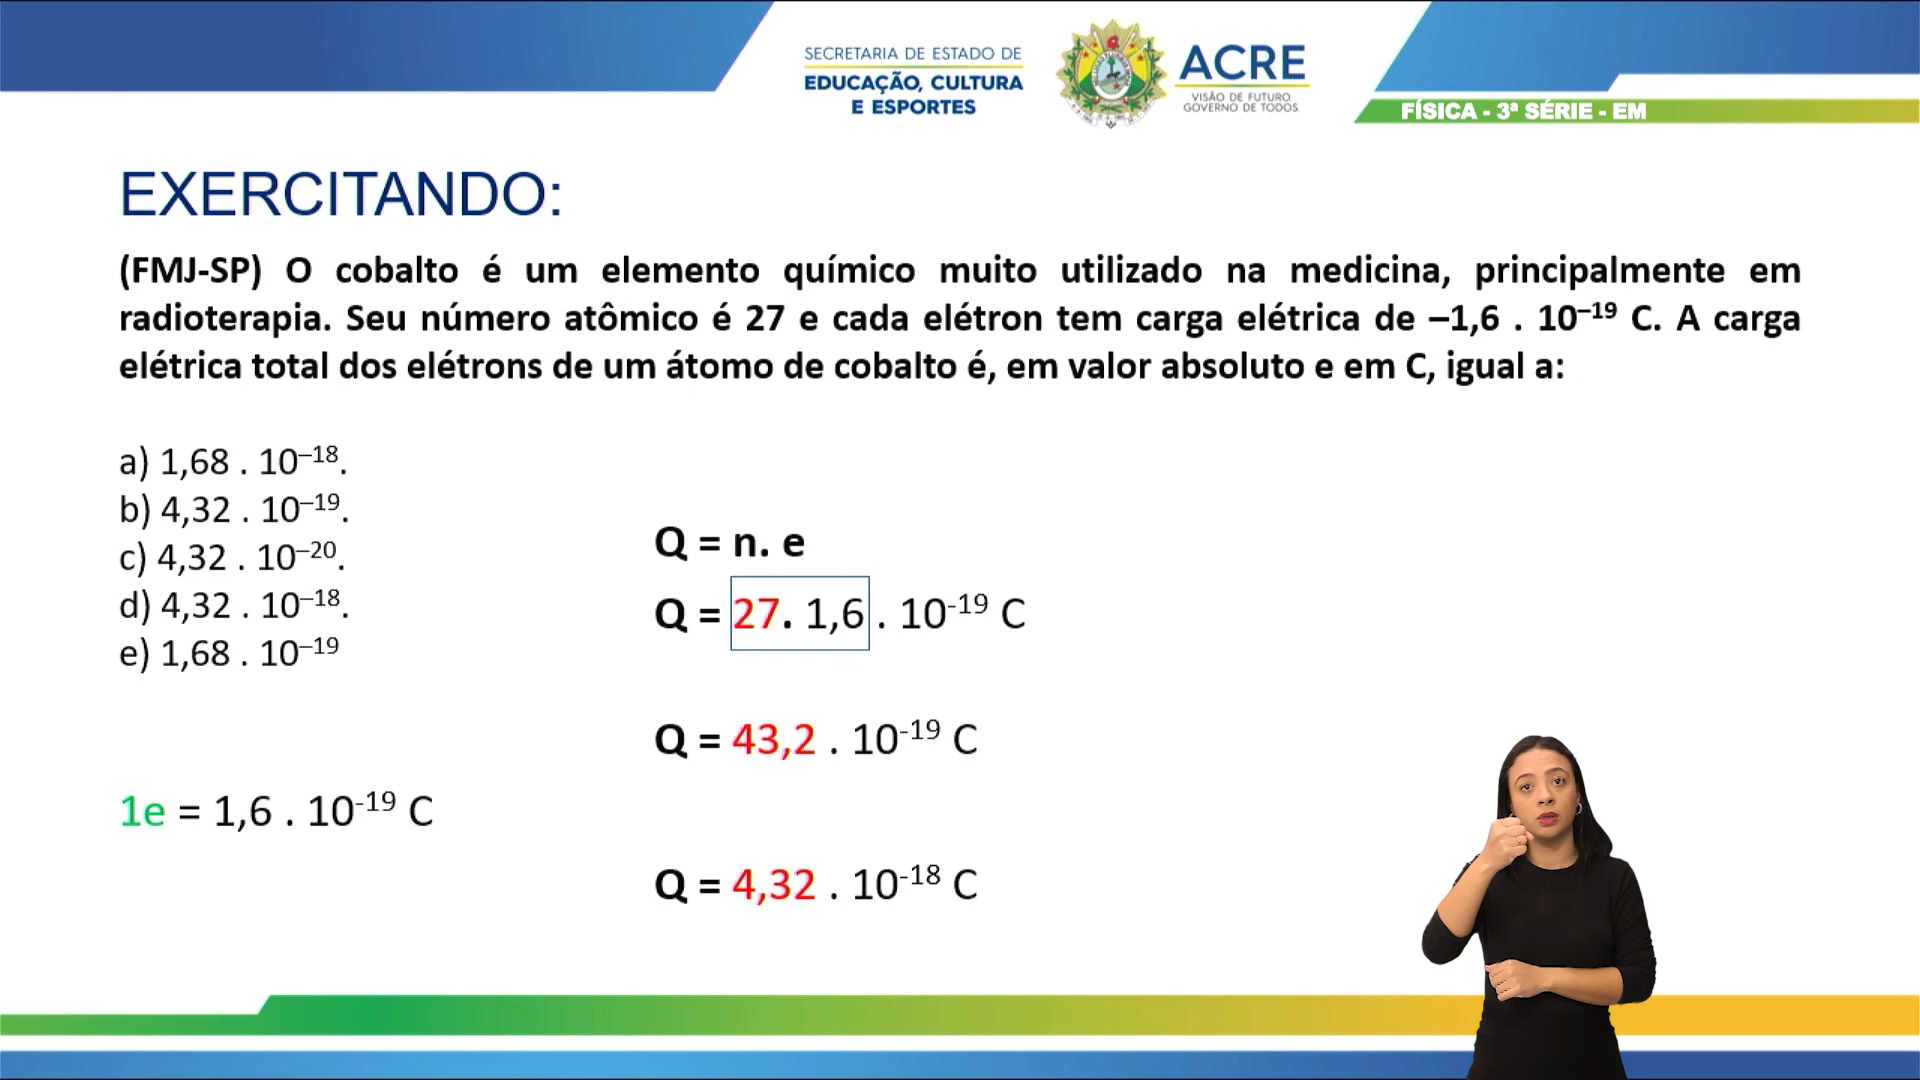 SECRETARIA DE ESTADO DE
EDUCAÇÃO, CULTURA
E ESPORTES
ACRE
VISÃO DE FUTURO
GOVERNO DE TODOS
FÍSICA - 3ª SÉRIE - EM
EXERCITANDO:
(FMJ-SP) O cobalto é um elemento químico muito utilizado na medicina, principalmente em
radioterapia. Seu número atômico é 27 e cada elétron tem carga elétrica de –1,6 . 10⁻¹⁹ C. A carga
elétrica total dos elétrons de um átomo de cobalto é, em valor absoluto e em C, igual a:
a) 1,68 . 10⁻¹⁸.
b) 4,32 . 10⁻¹⁹.
c) 4,32 . 10⁻²⁰.
d) 4,32 . 10⁻¹⁸.
e) 1,68 . 10⁻¹⁹
1e = 1,6 . 10⁻¹⁹ C
Q = n. e
Q = 27. 1,6 . 10⁻¹⁹ C
Q = 43,2 . 10⁻¹⁹ C
Q = 4,32 . 10⁻¹⁸ C